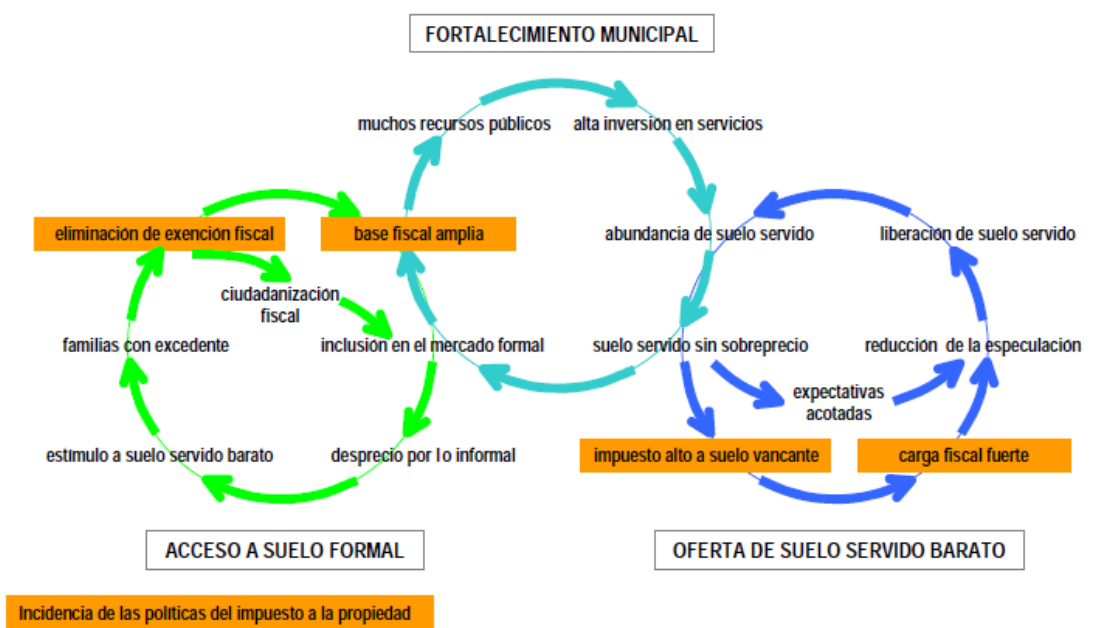 FORTALECIMIENTO MUNICIPAL
muchos recursos públicos
alta inversión en servicios
eliminación de exención fiscal
base fiscal amplia
abundancia de suelo servido
liberación de suelo servido
ciudadanización
fiscal
familias con excedente
inclusión en el mercado formal
suelo servido sin sobreprecio
reducción de la especulación
expectativas
acotadas
estímulo a suelo servido barato
desprecio por lo informal
impuesto alto a suelo vancante
carga fiscal fuerte
ACCESO A SUELO FORMAL
OFERTA DE SUELO SERVIDO BARATO
Incidencia de las políticas del impuesto a la propiedad